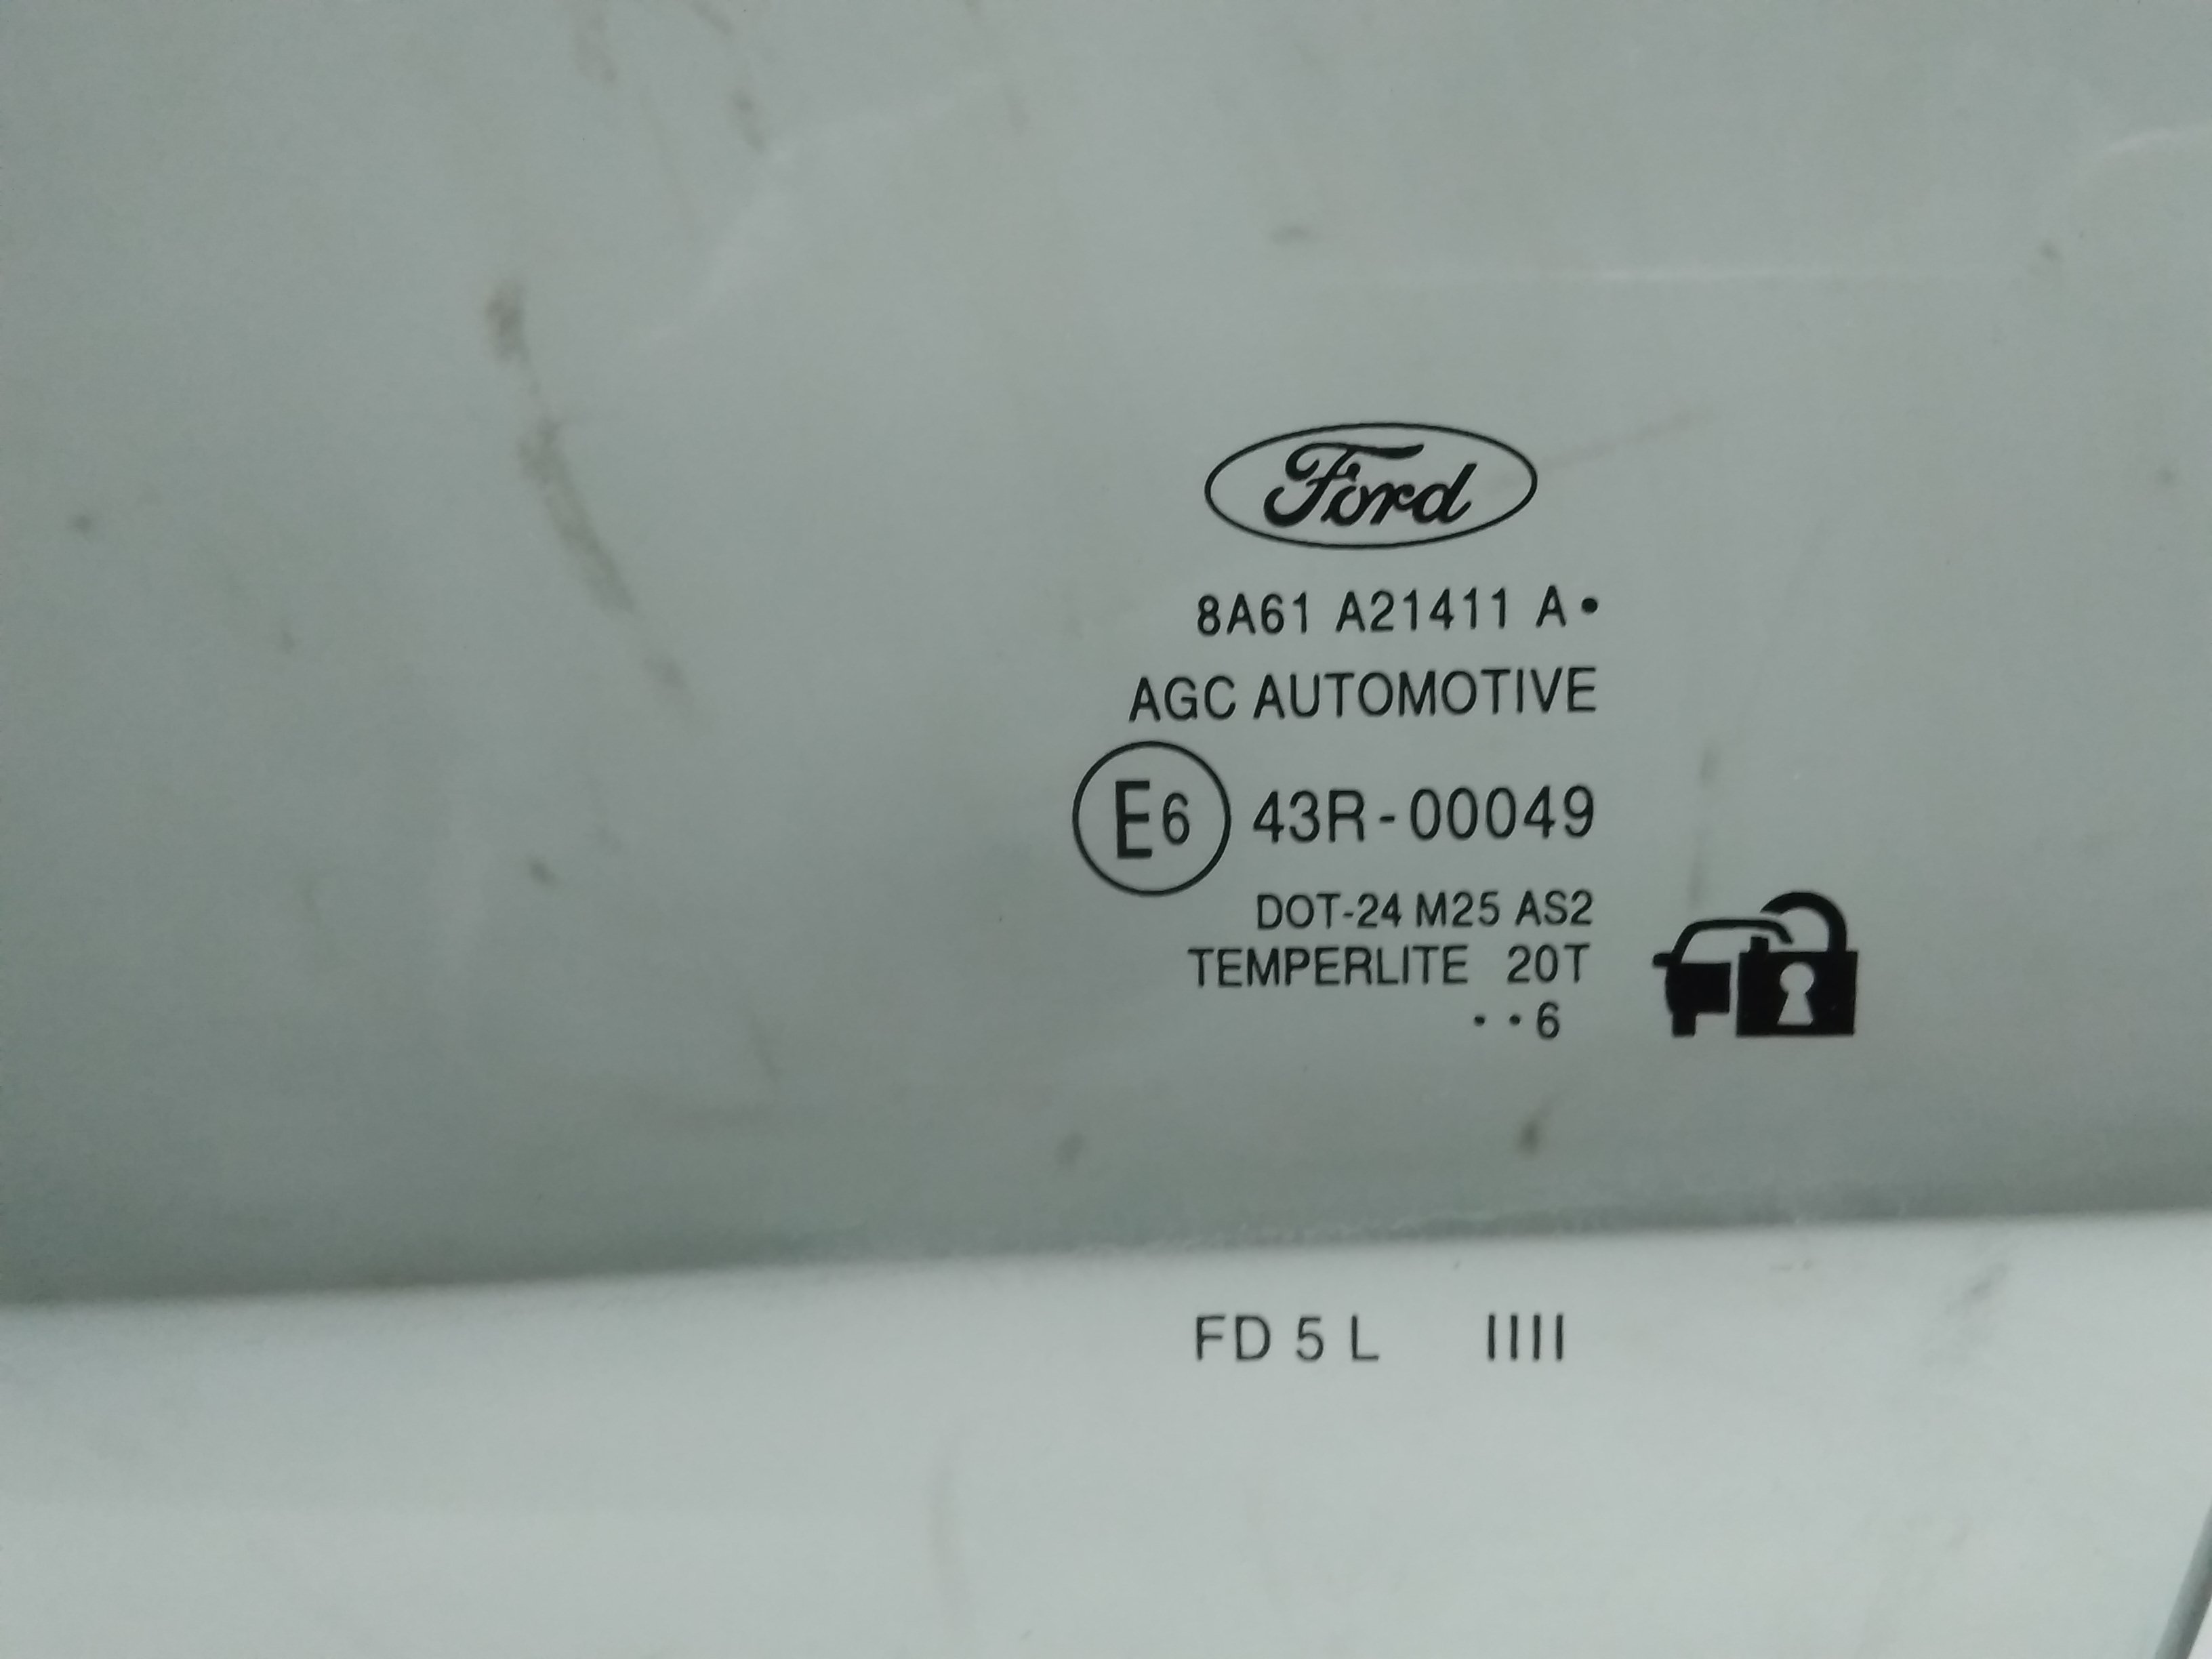 Ford
8A61 A21411 A•
AGC AUTOMOTIVE
E6 43R-00049
DOT-24 M25 AS2
TEMPERLITE 20T
··6
FD 5 L IIII